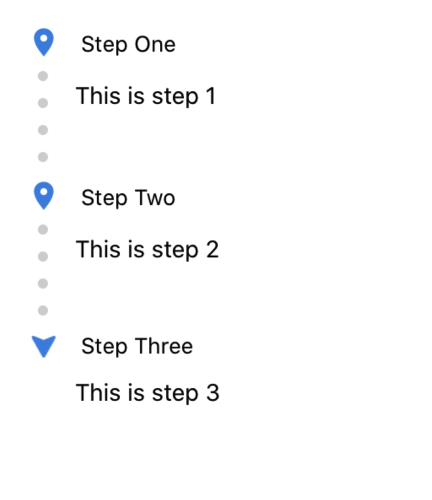 Step One
This is step 1
Step Two
This is step 2
Step Three
This is step 3